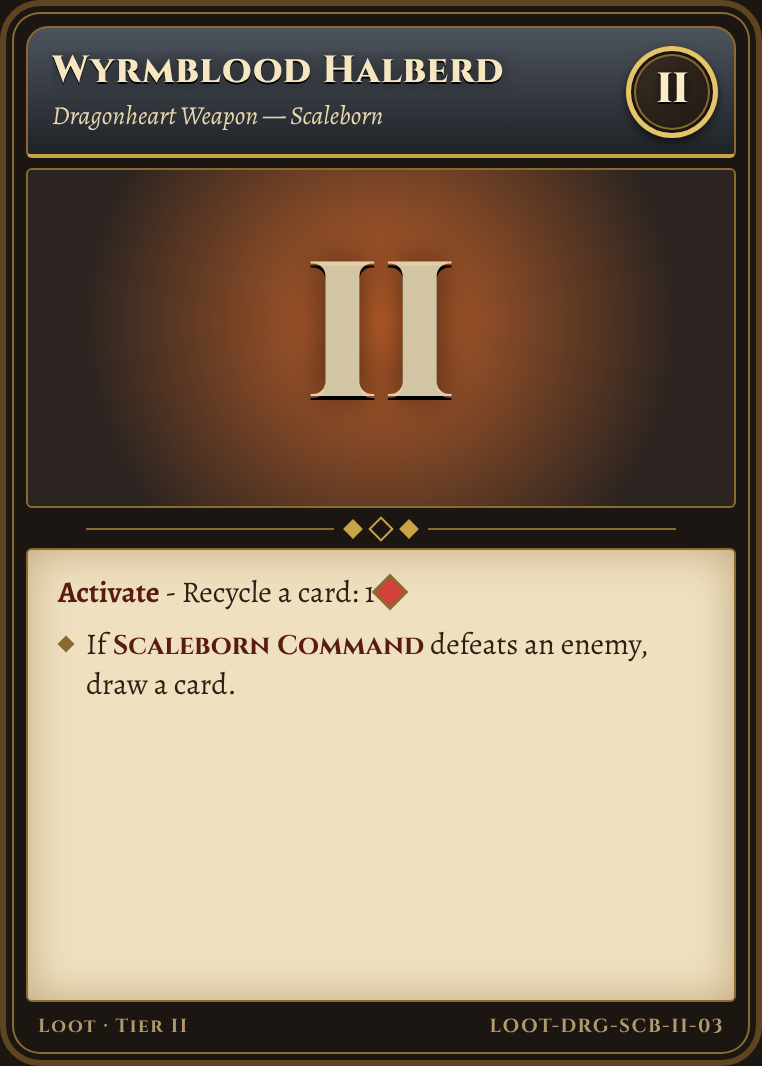 Wyrmblood Halberd
Dragonheart Weapon — Scaleborn
II
II
Activate - Recycle a card: 1
If Scaleborn Command defeats an enemy,
draw a card.
Loot · Tier II
LOOT-DRG-SCB-II-03